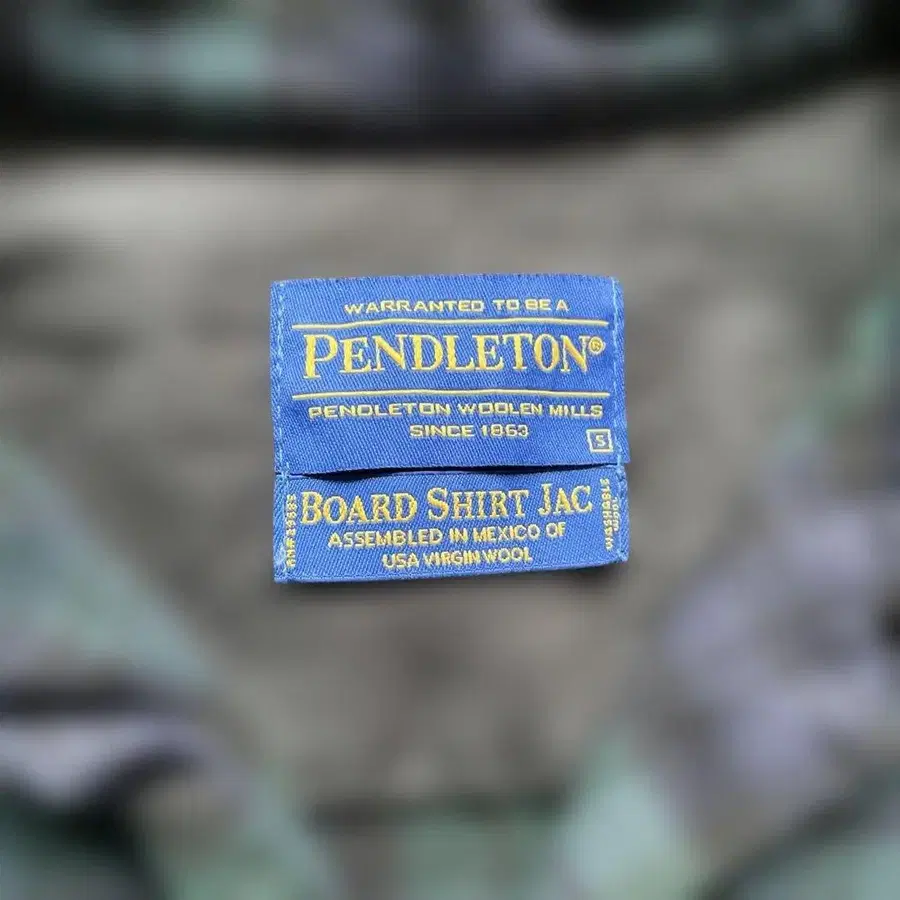 WARRANTED TO BE A
PENDLETON®
PENDLETON WOOLEN MILLS
SINCE 1863
S
BOARD SHIRT JAC
ASSEMBLED IN MEXICO OF
USA VIRGIN WOOL